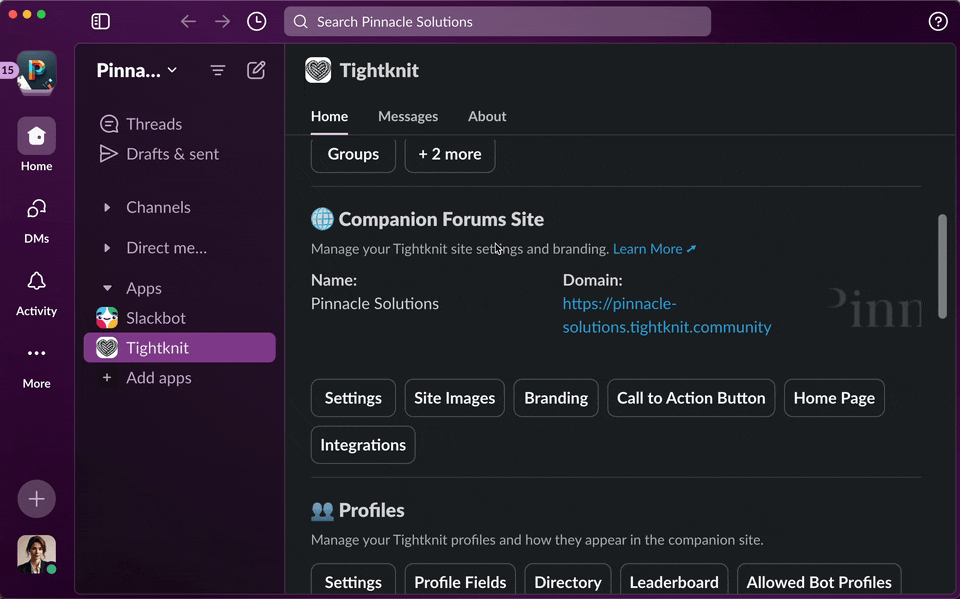 Search Pinnacle Solutions
15
Pinna...
Tightknit
Home
Messages
About
Threads
Drafts & sent
Home
Groups
+ 2 more
Channels
Companion Forums Site
DMs
Direct me...
Manage your Tightknit site settings and branding. Learn More
Name:
Domain:
Apps
Pinnacle Solutions
https://pinnacle-
solutions.tightknit.community
Pinn
Activity
Slackbot
Tightknit
More
Add apps
Settings
Site Images
Branding
Call to Action Button
Home Page
Integrations
Profiles
Manage your Tightknit profiles and how they appear in the companion site.
Settings
Profile Fields
Directory
Leaderboard
Allowed Bot Profiles